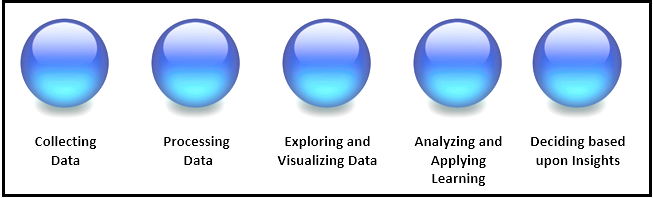 Collecting
Data
Processing
Data
Exploring and
Visualizing Data
Analyzing and
Applying
Learning
Deciding based
upon Insights